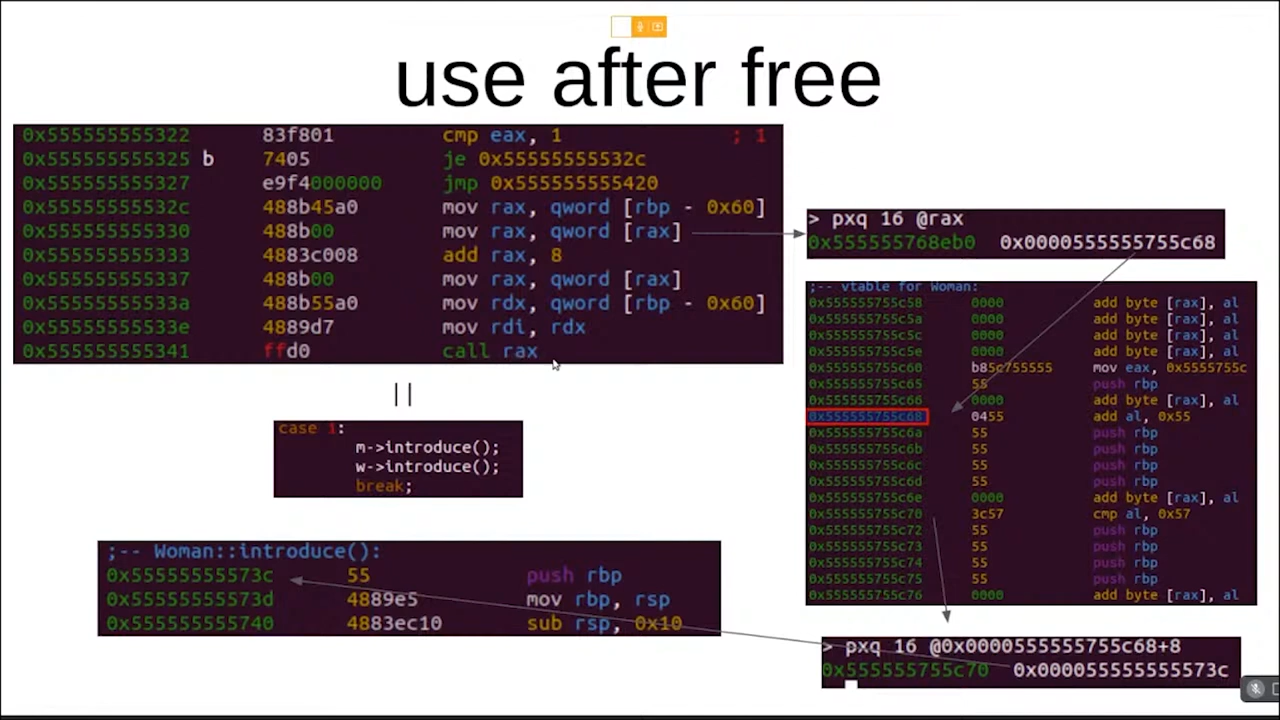 use after free
0x555555555322 83f801 cmp eax, 1 ; 1
0x555555555325 b 7405 je 0x55555555532c
0x555555555327 e9f4000000 jmp 0x555555555420
0x55555555532c 488b45a0 mov rax, qword [rbp - 0x60]
0x555555555330 488b00 mov rax, qword [rax]
0x555555555333 4883c008 add rax, 8
0x555555555337 488b00 mov rax, qword [rax]
0x55555555533a 488b55a0 mov rdx, qword [rbp - 0x60]
0x55555555533e 4889d7 mov rdi, rdx
0x555555555341 ffd0 call rax
||
case 1:
m->introduce();
w->introduce();
break;
;-- Woman::introduce():
0x55555555573c 55 push rbp
0x55555555573d 4889e5 mov rbp, rsp
0x555555555740 4883ec10 sub rsp, 0x10
> pxq 16 @rax
0x555555768eb0 0x0000555555755c68
;-- vtable for Woman:
0x555555755c58 0000 add byte [rax], al
0x555555755c5a 0000 add byte [rax], al
0x555555755c5c 0000 add byte [rax], al
0x555555755c5e 0000 add byte [rax], al
0x555555755c60 b85c755555 mov eax, 0x5555755c
0x555555755c65 55 push rbp
0x555555755c66 0000 add byte [rax], al
0x555555755c68 0455 add al, 0x55
0x555555755c6a 55 push rbp
0x555555755c6b 55 push rbp
0x555555755c6c 55 push rbp
0x555555755c6d 55 push rbp
0x555555755c6e 0000 add byte [rax], al
0x555555755c70 3c57 cmp al, 0x57
0x555555755c72 55 push rbp
0x555555755c73 55 push rbp
0x555555755c74 55 push rbp
0x555555755c75 55 push rbp
0x555555755c76 0000 add byte [rax], al
> pxq 16 @0x0000555555755c68+8
0x555555755c70 0x000055555555573c